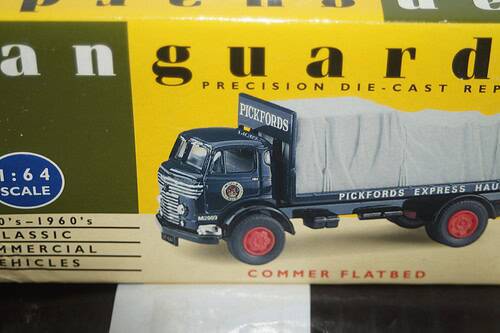 an guard
PRECISION DIE-CAST REP
PICKFORDS
1:64
SCALE
PICKFORDS EXPRESS HAU
0's-1960's
LASSIC
MMERCIAL
EHICLES
COMMER FLATBED